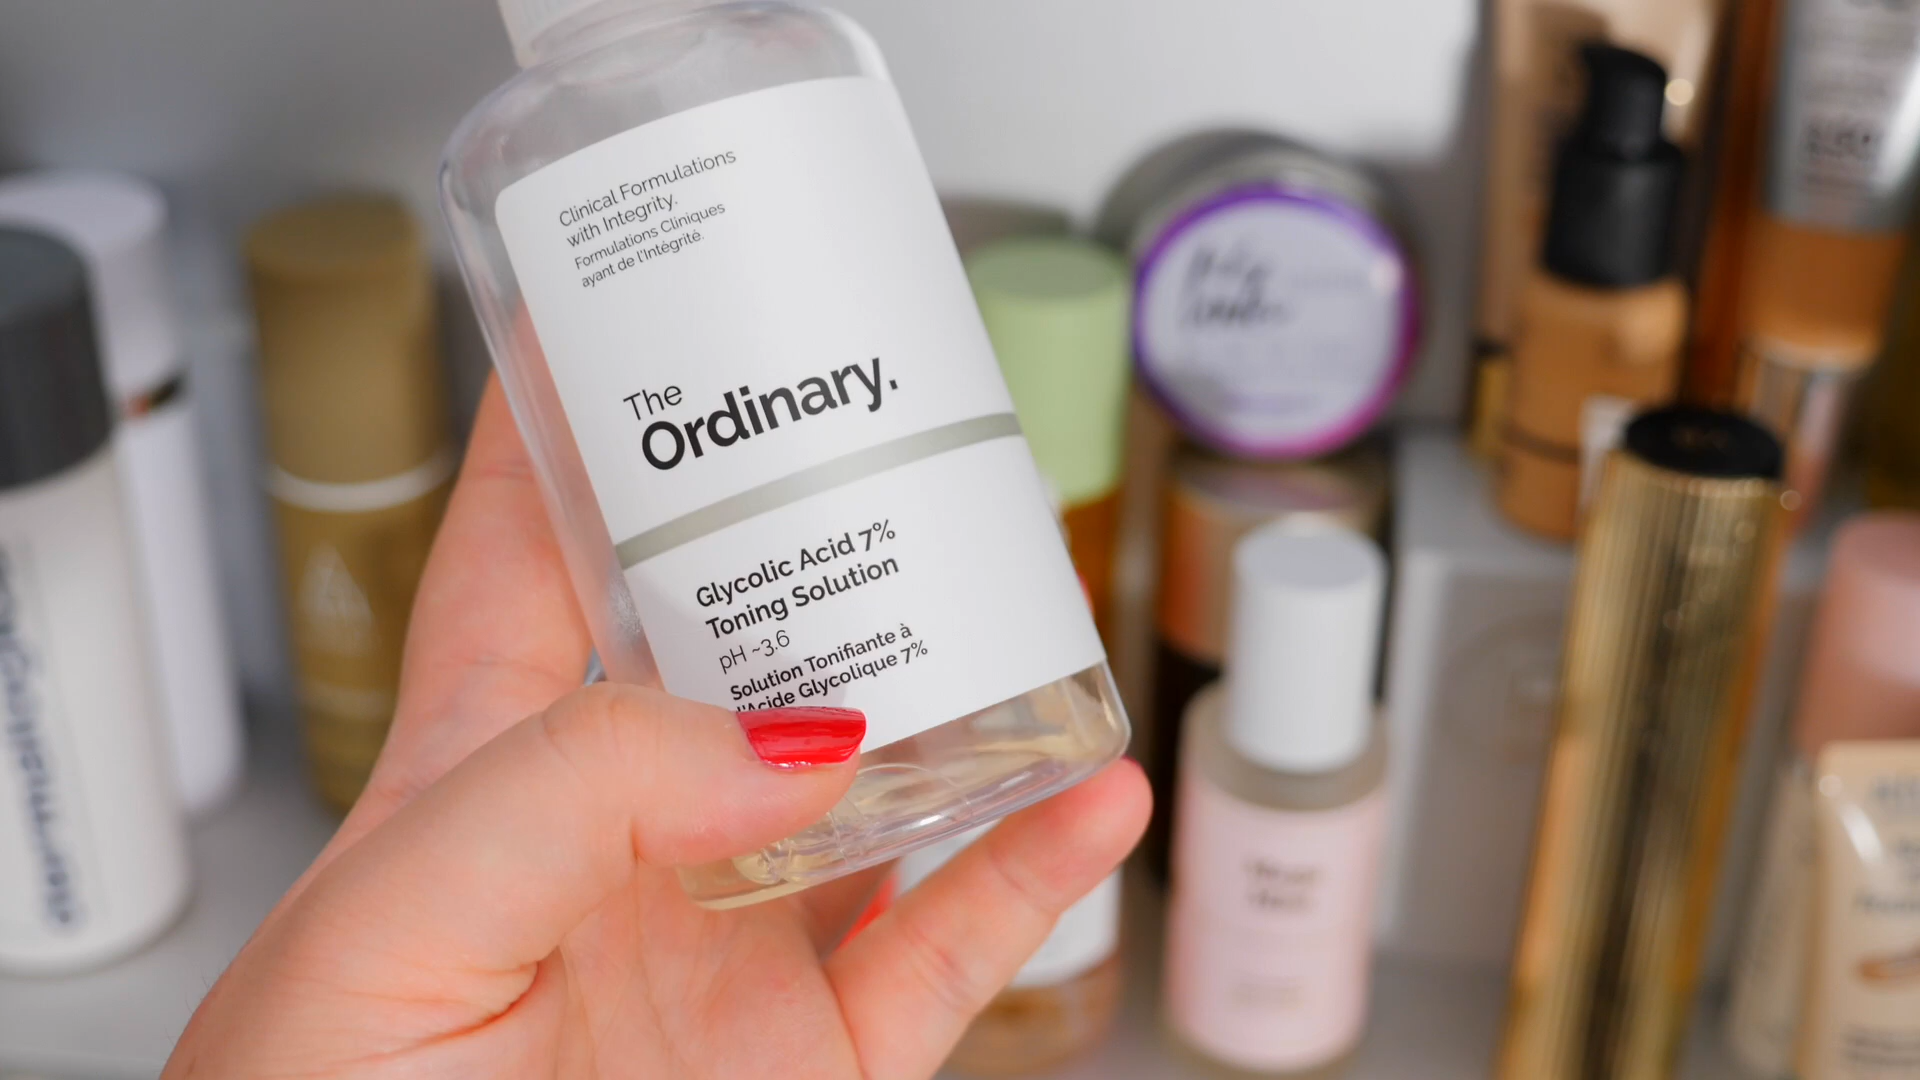 Clinical Formulations
with Integrity.
Formulations Cliniques
ayant de l'Intégrité.
The
Ordinary.
Glycolic Acid 7%
Toning Solution
pH ~3.6
Solution Tonifiante à
l'Acide Glycolique 7%